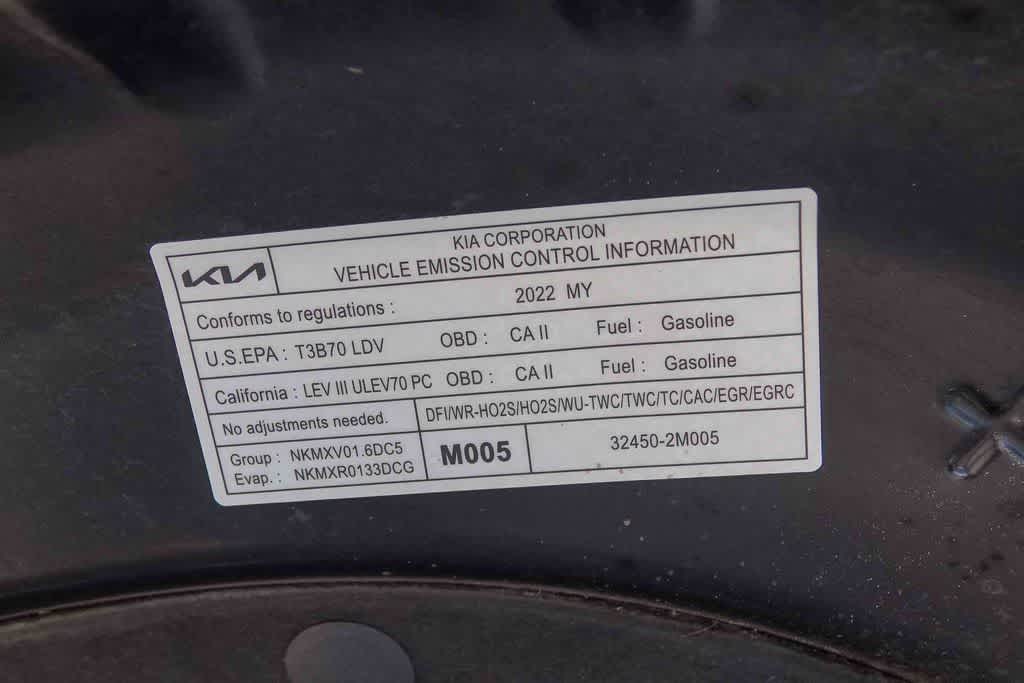 KIA
KIA CORPORATION
VEHICLE EMISSION CONTROL INFORMATION
Conforms to regulations : 2022 MY
U.S.EPA : T3B70 LDV OBD : CA II Fuel : Gasoline
California : LEV III ULEV70 PC OBD : CA II Fuel : Gasoline
No adjustments needed. DFI/WR-HO2S/HO2S/WU-TWC/TWC/TC/CAC/EGR/EGRC
Group : NKMXV01.6DC5
Evap. : NKMXR0133DCG
M005
32450-2M005